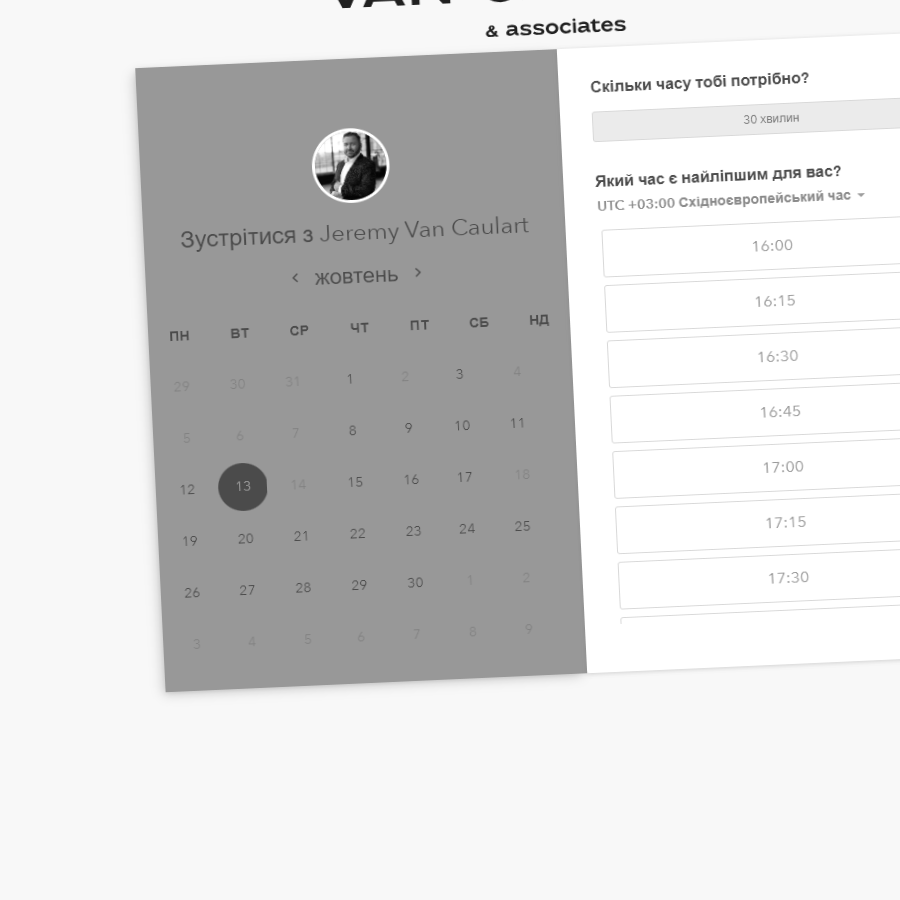 & associates
Зустрітися з Jeremy Van Caulart
‹ жовтень ›
ПН ВТ СР ЧТ ПТ СБ НД
29 30 31 1 2 3 4
5 6 7 8 9 10 11
12 13 14 15 16 17 18
19 20 21 22 23 24 25
26 27 28 29 30 1 2
3 4 5 6 7 8 9
Скільки часу тобі потрібно?
30 хвилин
Який час є найліпшим для вас?
UTC +03:00 Східноєвропейський час
16:00
16:15
16:30
16:45
17:00
17:15
17:30